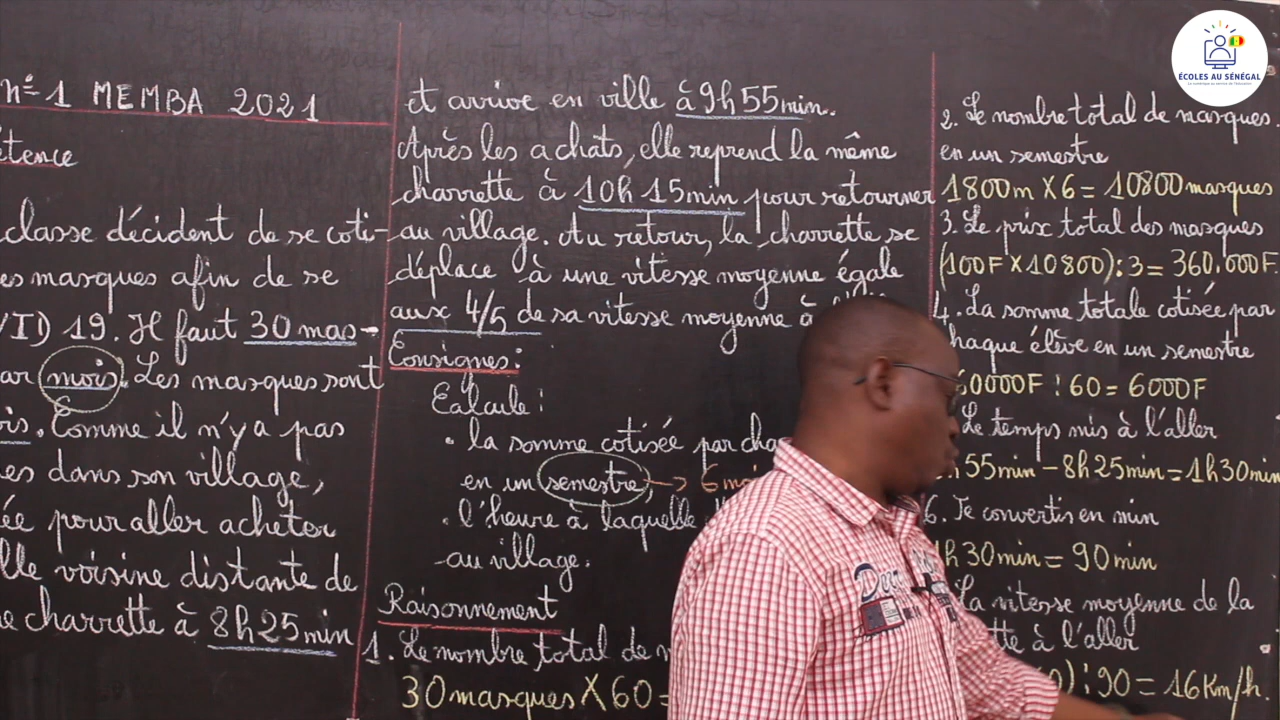 n° 1 MEMBA 2021
étence
classe décident de se coti-
es masques afin de se
VID 19. Il faut 30 mas-
ar mois. Les masques sont
is. Comme il n'y a pas
es dans son village,
ée pour aller acheter
lle voisine distante de
e charrette à 8h25min
et arrive en ville à 9h55min.
Après les achats, elle reprend la même
charrette à 10h15min pour retourner
au village. Au retour, la charrette se
déplace à une vitesse moyenne égale
aux 4/5 de sa vitesse moyenne à
Consignes:
Calcule:
• la somme cotisée par cha
en un semestre, → 6 moi
• l'heure à laquelle
au village.
Raisonnement
1. Le nombre total de m
30masques X 60=
2. Le nombre total de masques
en un semestre
1800m X 6 = 10800masques
3. Le prix total des masques
(100F X 10800):3=360.000F
4. La somme totale cotisée par
haque élève en un semestre
60000F : 60 = 6000F
Le temps mis à l'aller
h 55min - 8h25min=1h30min
6. Je convertis en min
1h 30min = 90min
La vitesse moyenne de la
tte à l'aller
0):90 = 16Km/h.
ÉCOLES AU SÉNÉGAL